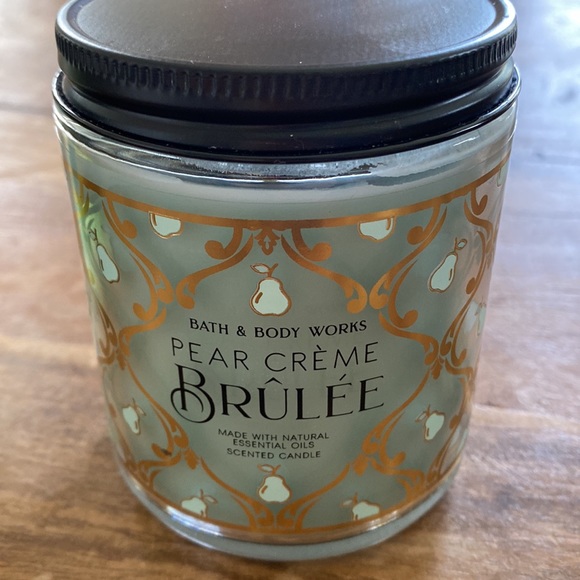 BATH & BODY WORKS
PEAR CRÈME
BRÛLÉE
MADE WITH NATURAL
ESSENTIAL OILS
SCENTED CANDLE